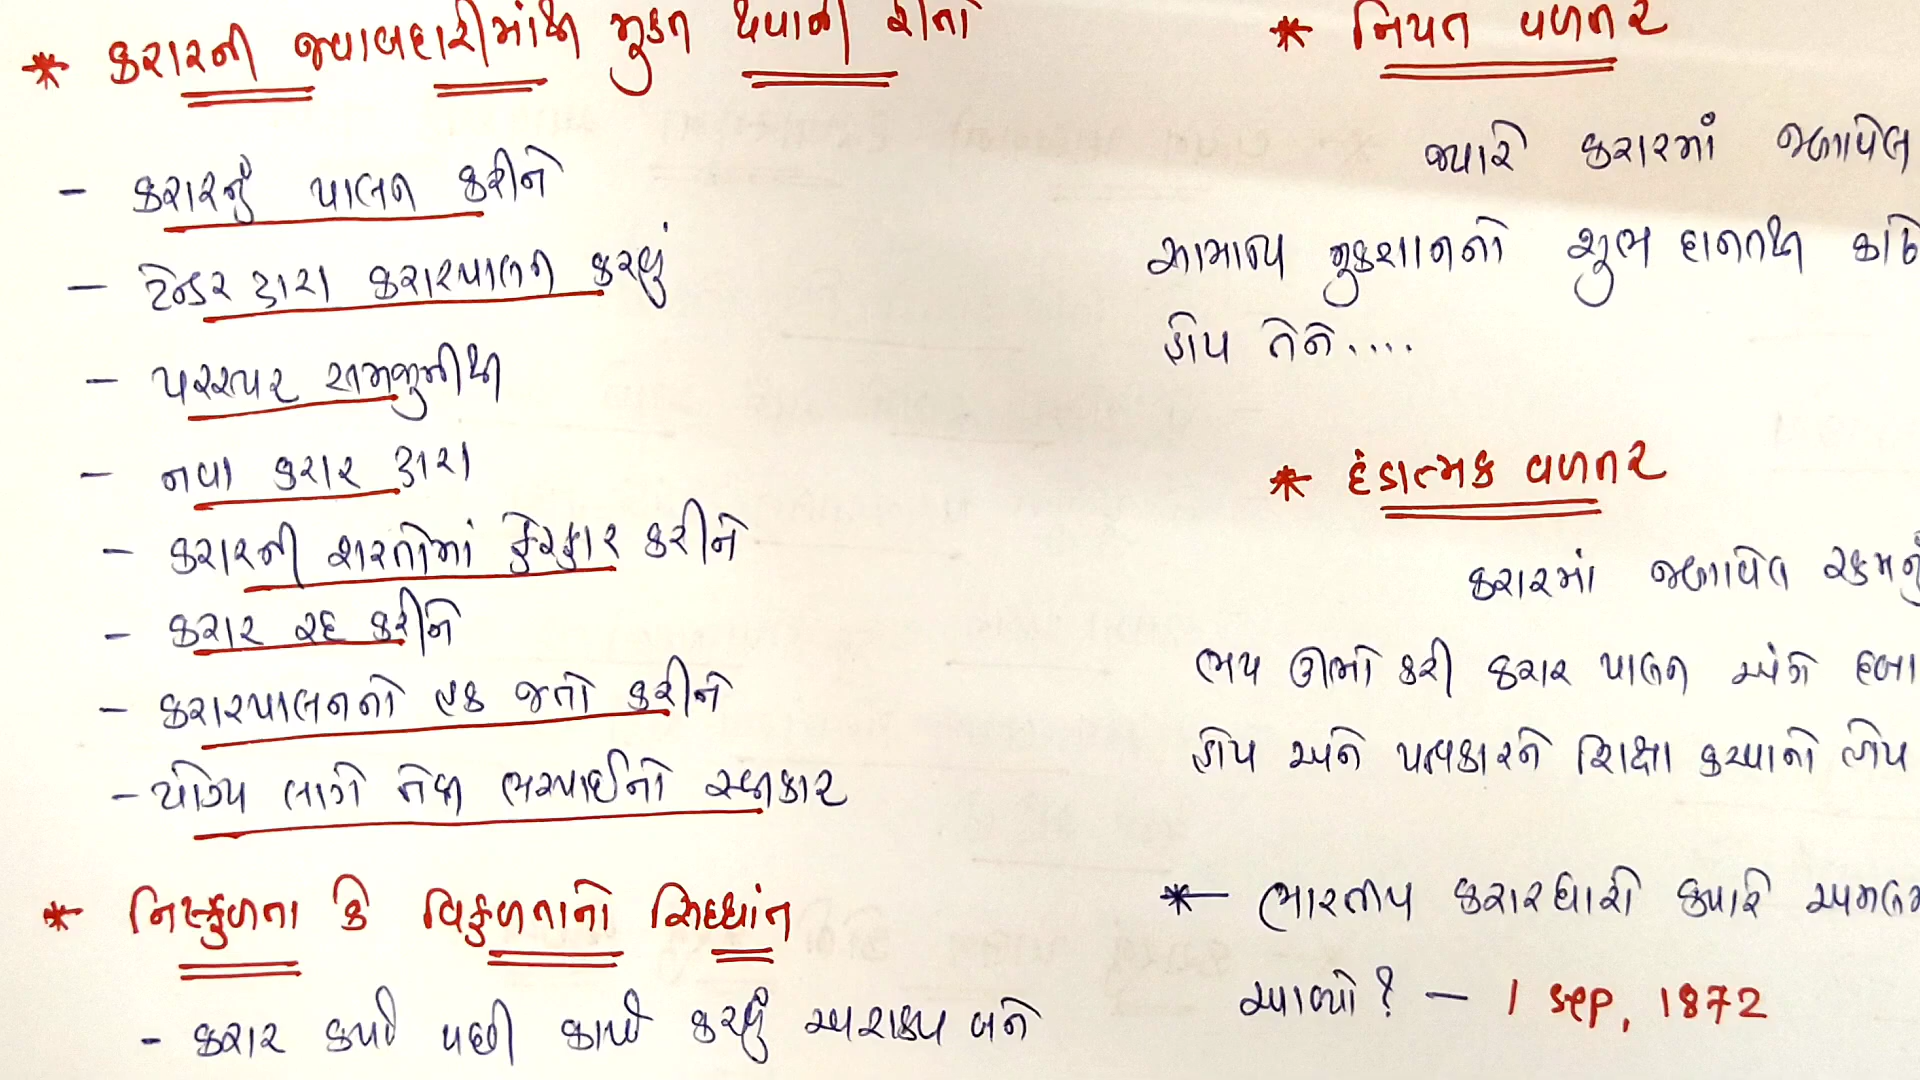 * કરારની જવાબદારીમાંથી મુક્ત થવાની રીતો
- કરારનું પાલન કરીને
- ટેન્ડર દ્વારા કરારપાલન કરવું
- પરસ્પર સમજુતીથી
- નવા કરાર દ્વારા
- કરારની શરતોમાં ફેરફાર કરીને
- કરાર રદ કરીને
- કરારપાલનનો હક જતો કરીને
- યોગ્ય લાગે તેવી ભરપાઈનો સ્વીકાર
* નિષ્ફળતા કે વિફળતાનો સિધ્ધાંત
- કરાર કર્યા પછી કાર્ય કરવું અશક્ય બને
* નિયત વળતર
જ્યારે કરારમાં જણાવેલ
સામાન્ય નુકશાનનો શુભ દાનતથી
હોય તેને....
* દંડાત્મક વળતર
કરારમાં જણાવેલ રકમનું
ભય ઊભો કરી કરાર પાલન અંગે
હોય અને પક્ષકારને શિક્ષા કરવાનો હોય
* ભારતીય કરારધારો ક્યારે
આવ્યો? - 1 sep, 1872